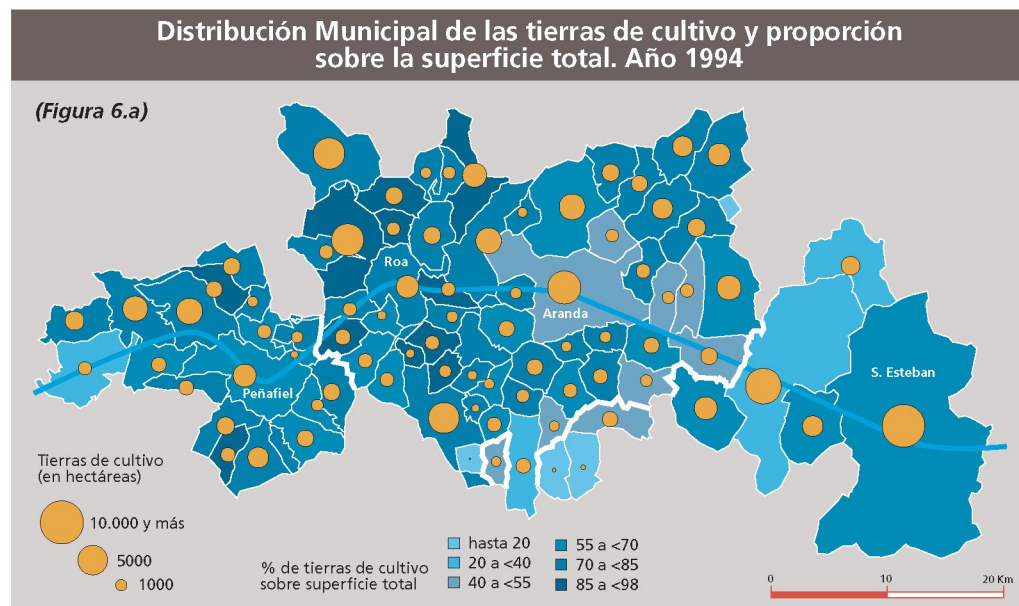 Distribución Municipal de las tierras de cultivo y proporción
sobre la superficie total. Año 1994
(Figura 6.a)
Roa
Aranda
S. Esteban
Peñafiel
Tierras de cultivo
(en hectáreas)
10.000 y más
5000
1000
% de tierras de cultivo
sobre superficie total
hasta 20
20 a <40
40 a <55
55 a <70
70 a <85
85 a <98
0 10 20 Km